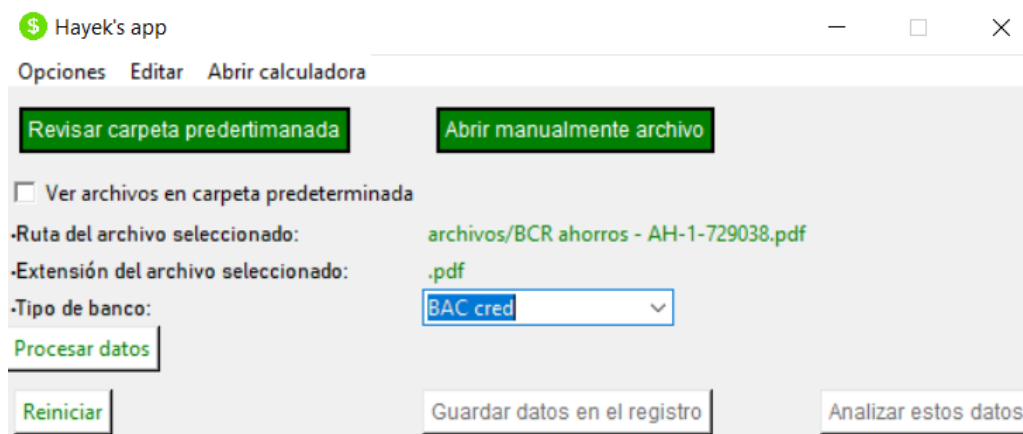 $ Hayek's app
Opciones Editar Abrir calculadora
Revisar carpeta predertimanada Abrir manualmente archivo
Ver archivos en carpeta predeterminada
·Ruta del archivo seleccionado: archivos/BCR ahorros - AH-1-729038.pdf
·Extensión del archivo seleccionado: .pdf
·Tipo de banco: BAC cred
Procesar datos
Reiniciar Guardar datos en el registro Analizar estos datos